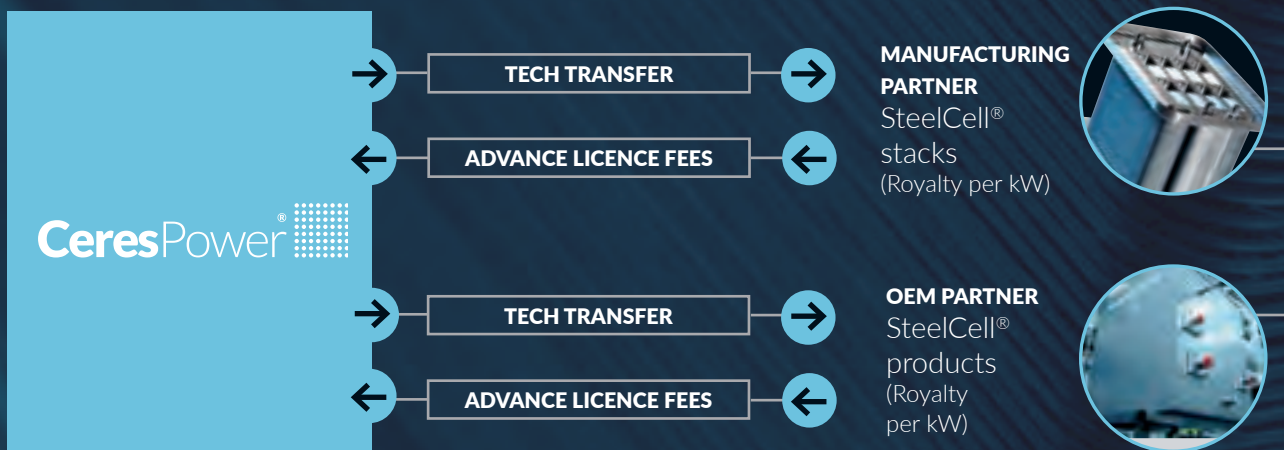 TECH TRANSFER
ADVANCE LICENCE FEES
MANUFACTURING
PARTNER
SteelCell®
stacks
(Royalty per kW)
CeresPower®
TECH TRANSFER
ADVANCE LICENCE FEES
OEM PARTNER
SteelCell®
products
(Royalty
per kW)